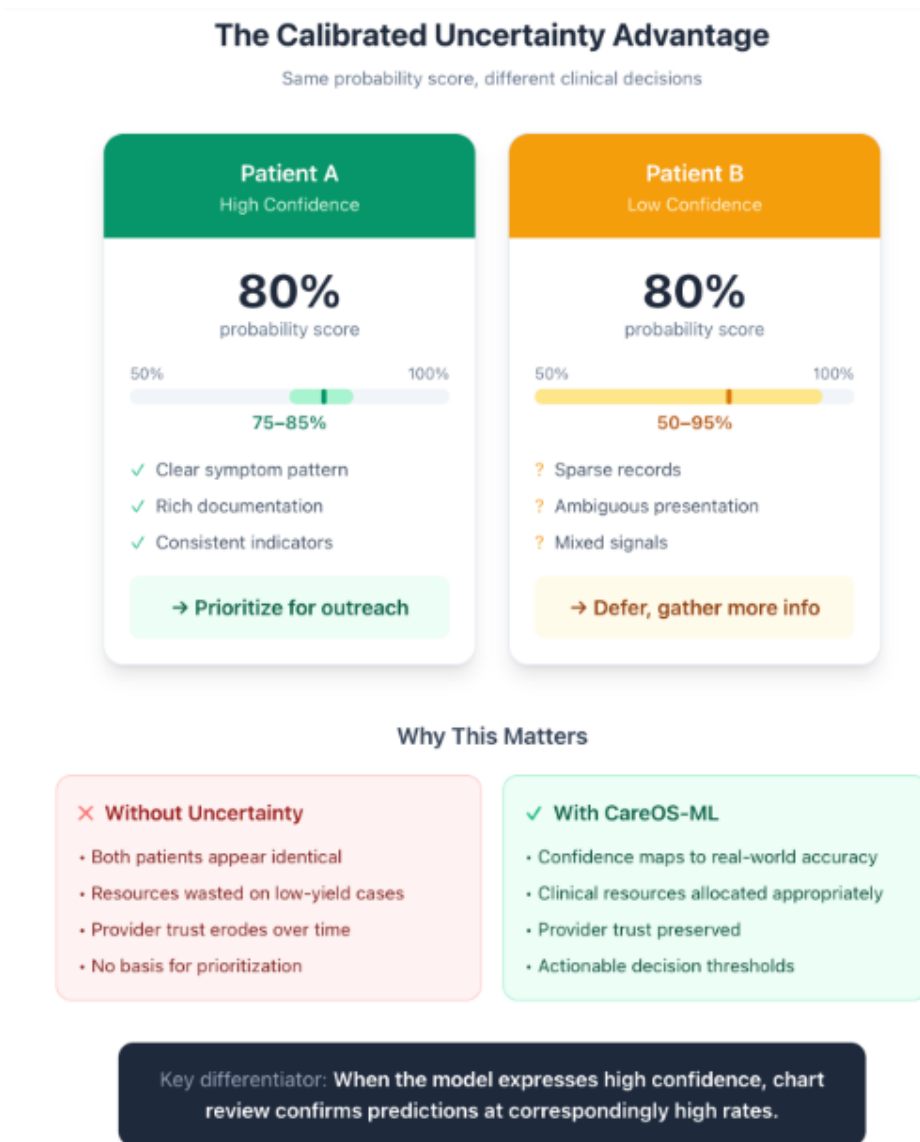 The Calibrated Uncertainty Advantage
Same probability score, different clinical decisions
Patient A
High Confidence
80%
probability score
50%
100%
75–85%
✓ Clear symptom pattern
✓ Rich documentation
✓ Consistent indicators
→ Prioritize for outreach
Patient B
Low Confidence
80%
probability score
50%
100%
50–95%
? Sparse records
? Ambiguous presentation
? Mixed signals
→ Defer, gather more info
Why This Matters
✕ Without Uncertainty
• Both patients appear identical
• Resources wasted on low-yield cases
• Provider trust erodes over time
• No basis for prioritization
✓ With CareOS-ML
• Confidence maps to real-world accuracy
• Clinical resources allocated appropriately
• Provider trust preserved
• Actionable decision thresholds
Key differentiator: When the model expresses high confidence, chart
review confirms predictions at correspondingly high rates.